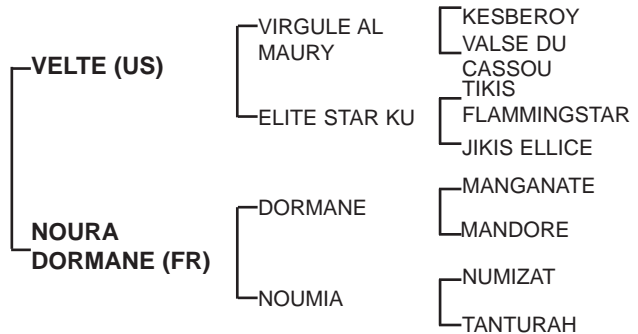 VELTE (US)
NOURA
DORMANE (FR)
VIRGULE AL
MAURY
ELITE STAR KU
DORMANE
NOUMIA
KESBEROY
VALSE DU
CASSOU
TIKIS
FLAMMINGSTAR
JIKIS ELLICE
MANGANATE
MANDORE
NUMIZAT
TANTURAH